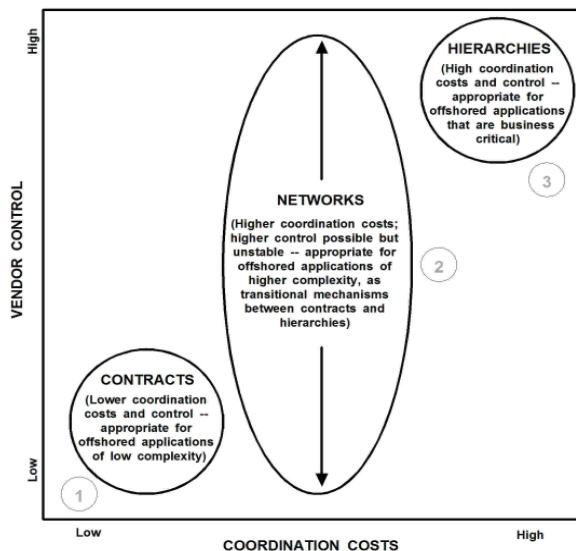 High
HIERARCHIES
(High coordination
costs and control --
appropriate for
offshored applications
that are business
critical)
3
VENDOR CONTROL
NETWORKS
(Higher coordination costs;
higher control possible but
unstable -- appropriate for
offshored applications of
higher complexity, as
transitional mechanisms
between contracts and
hierarchies)
2
CONTRACTS
(Lower coordination
costs and control --
appropriate for
offshored applications
of low complexity)
Low
1
Low
High
COORDINATION COSTS